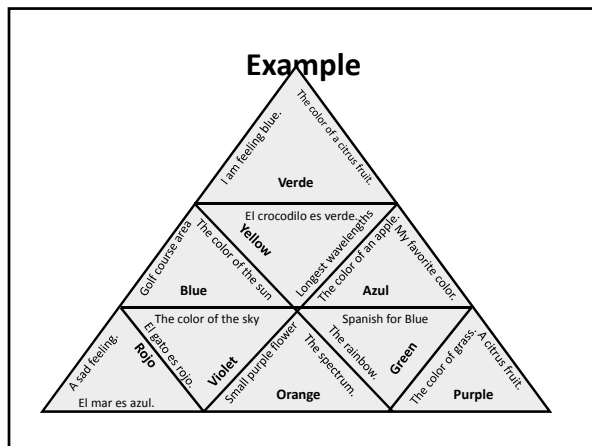 Example
I am feeling blue.
The color of a citrus fruit.
Verde
El crocodilo es verde.
Yellow
Longest wavelengths
Golf course area
The color of the sun
Blue
The color of an apple.
My favorite color.
Azul
The color of the sky
Spanish for Blue
A sad feeling.
Rojo
El gato es rojo.
El mar es azul.
Violet
Small purple flower
The spectrum.
Orange
The rainbow.
Green
The color of grass.
A citrus fruit.
Purple